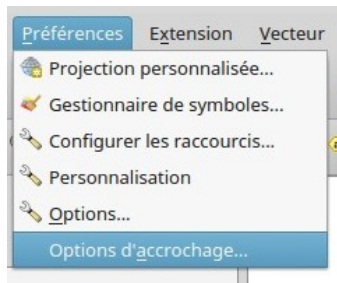 Préférences Extension Vecteur
Projection personnalisée...
Gestionnaire de symboles...
Configurer les raccourcis...
Personnalisation
Options...
Options d'accrochage...